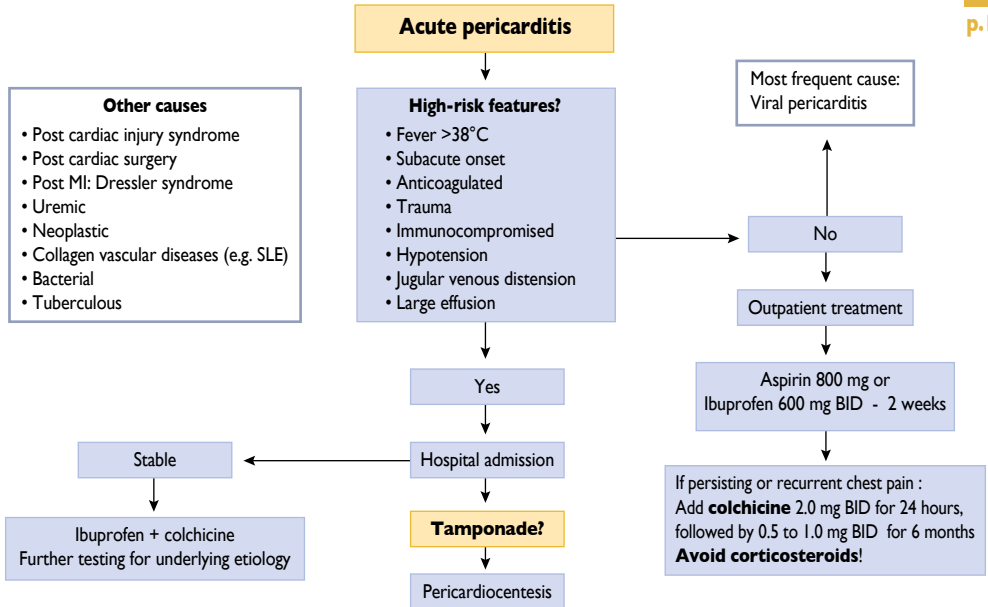 Acute pericarditis
p.
Other causes
• Post cardiac injury syndrome
• Post cardiac surgery
• Post MI: Dressler syndrome
• Uremic
• Neoplastic
• Collagen vascular diseases (e.g. SLE)
• Bacterial
• Tuberculous
High-risk features?
• Fever >38°C
• Subacute onset
• Anticoagulated
• Trauma
• Immunocompromised
• Hypotension
• Jugular venous distension
• Large effusion
Most frequent cause:
Viral pericarditis
No
Outpatient treatment
Aspirin 800 mg or
Ibuprofen 600 mg BID - 2 weeks
If persisting or recurrent chest pain :
Add colchicine 2.0 mg BID for 24 hours,
followed by 0.5 to 1.0 mg BID for 6 months
Avoid corticosteroids!
Yes
Hospital admission
Stable
Ibuprofen + colchicine
Further testing for underlying etiology
Tamponade?
Pericardiocentesis